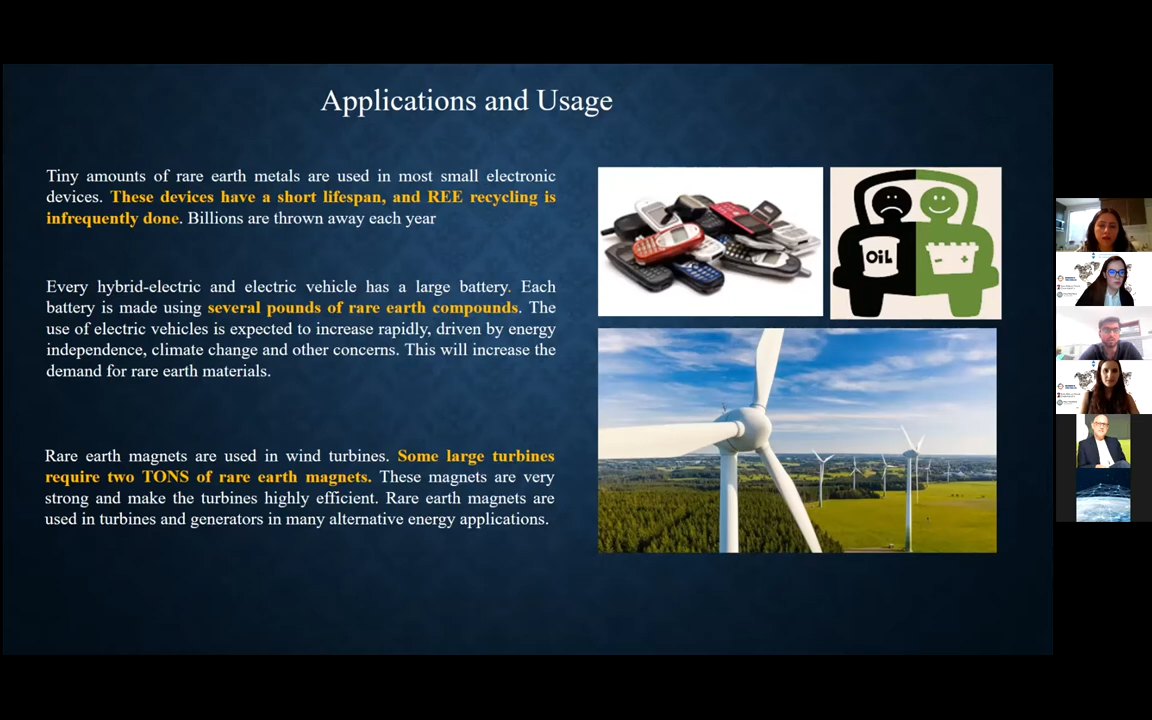 Applications and Usage
Tiny amounts of rare earth metals are used in most small electronic
devices. These devices have a short lifespan, and REE recycling is
infrequently done. Billions are thrown away each year
Every hybrid-electric and electric vehicle has a large battery. Each
battery is made using several pounds of rare earth compounds. The
use of electric vehicles is expected to increase rapidly, driven by energy
independence, climate change and other concerns. This will increase the
demand for rare earth materials.
Rare earth magnets are used in wind turbines. Some large turbines
require two TONS of rare earth magnets. These magnets are very
strong and make the turbines highly efficient. Rare earth magnets are
used in turbines and generators in many alternative energy applications.
OiL